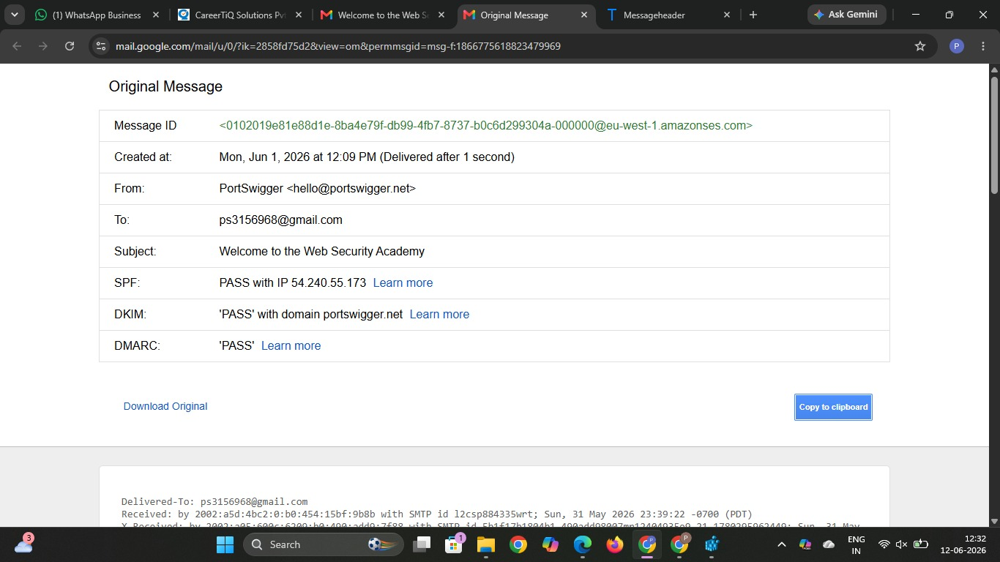 (1) WhatsApp Business
CareerTiQ Solutions Pvt
Welcome to the Web S
Original Message
Messageheader
Ask Gemini
mail.google.com/mail/u/0/?ik=2858fd75d2&view=om&permmsgid=msg-f:1866775618823479969
P
Original Message
Message ID <0102019e81e88d1e-8ba4e79f-db99-4fb7-8737-b0c6d299304a-000000@eu-west-1.amazonses.com>
Created at: Mon, Jun 1, 2026 at 12:09 PM (Delivered after 1 second)
From: PortSwigger <hello@portswigger.net>
To: ps3156968@gmail.com
Subject: Welcome to the Web Security Academy
SPF: PASS with IP 54.240.55.173 Learn more
DKIM: 'PASS' with domain portswigger.net Learn more
DMARC: 'PASS' Learn more
Download Original
Copy to clipboard
Delivered-To: ps3156968@gmail.com
Received: by 2002:a5d:4bc2:0:b0:454:15bf:9b8b with SMTP id l2csp884335wrt; Sun, 31 May 2026 23:39:22 -0700 (PDT)
3
Search
1
P
P
ENG
IN
12:32
12-06-2026